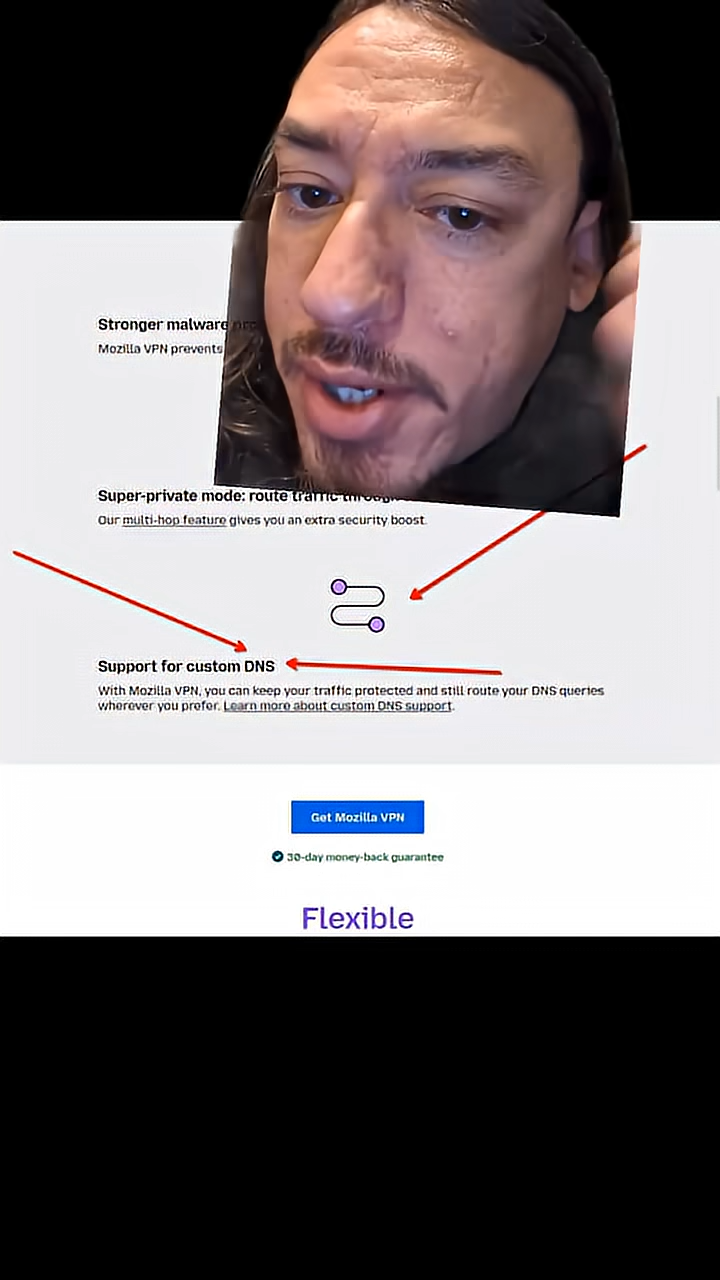 Stronger malware
Mozilla VPN prevents
Super-private mode: route traffic through
Our multi-hop feature gives you an extra security boost.
Support for custom DNS
With Mozilla VPN, you can keep your traffic protected and still route your DNS queries
wherever you prefer. Learn more about custom DNS support.
Get Mozilla VPN
30-day money-back guarantee
Flexible